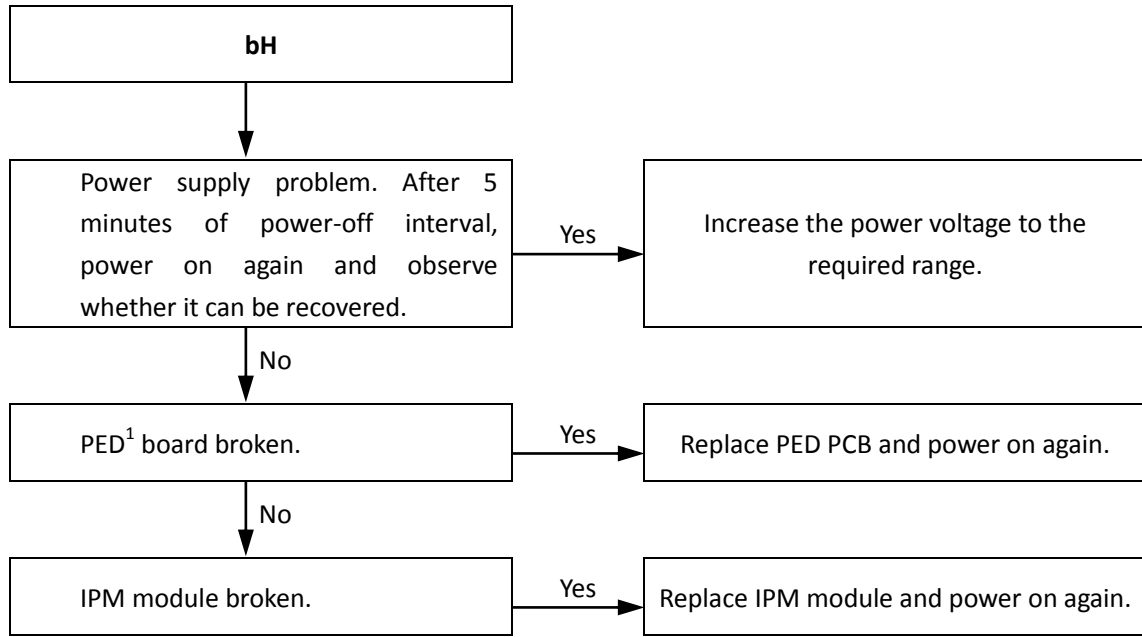 bH
Power supply problem. After 5
minutes of power-off interval,
power on again and observe
whether it can be recovered.
Yes
Increase the power voltage to the
required range.
No
PED¹ board broken.
Yes
Replace PED PCB and power on again.
No
IPM module broken.
Yes
Replace IPM module and power on again.